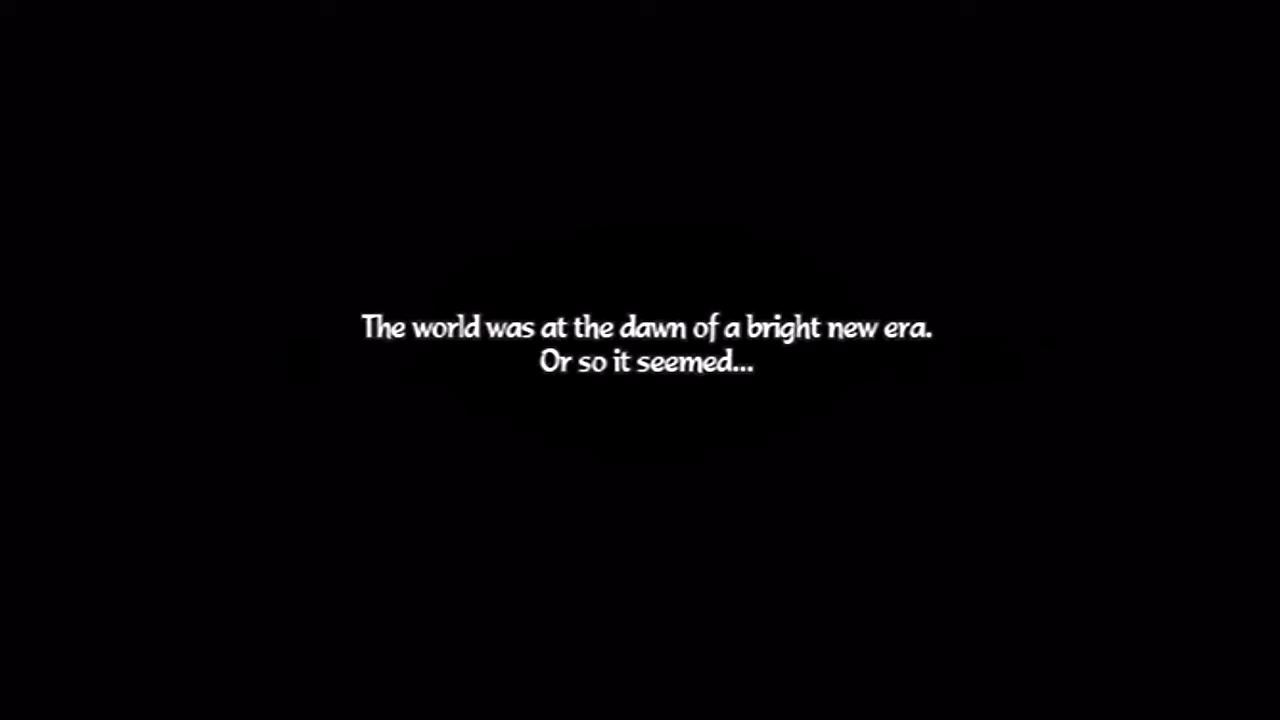 The world was at the dawn of a bright new era.
Or so it seemed...